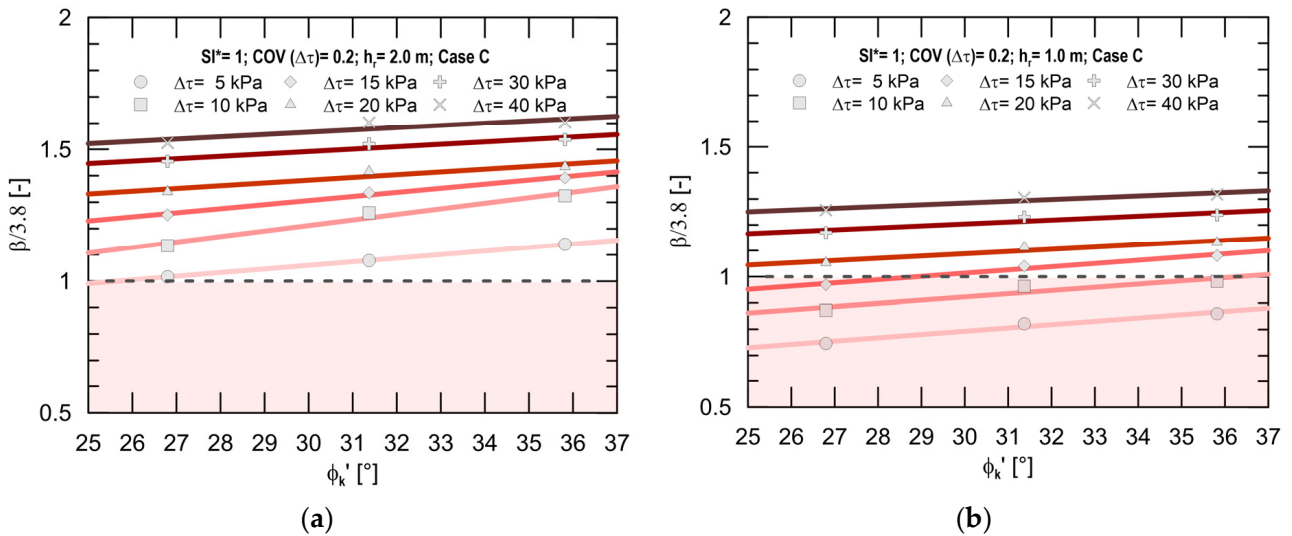 SI*= 1; COV (Δτ)= 0.2; hᵣ= 2.0 m; Case C
Δτ= 5 kPa Δτ= 15 kPa Δτ= 30 kPa
Δτ= 10 kPa Δτ= 20 kPa Δτ= 40 kPa
2
1.5
1
0.5
β/3.8 [-]
25 26 27 28 29 30 31 32 33 34 35 36 37
ϕₖ' [°]
(a)
SI*= 1; COV (Δτ)= 0.2; hᵣ= 1.0 m; Case C
Δτ= 5 kPa Δτ= 15 kPa Δτ= 30 kPa
Δτ= 10 kPa Δτ= 20 kPa Δτ= 40 kPa
2
1.5
1
0.5
β/3.8 [-]
25 26 27 28 29 30 31 32 33 34 35 36 37
ϕₖ' [°]
(b)